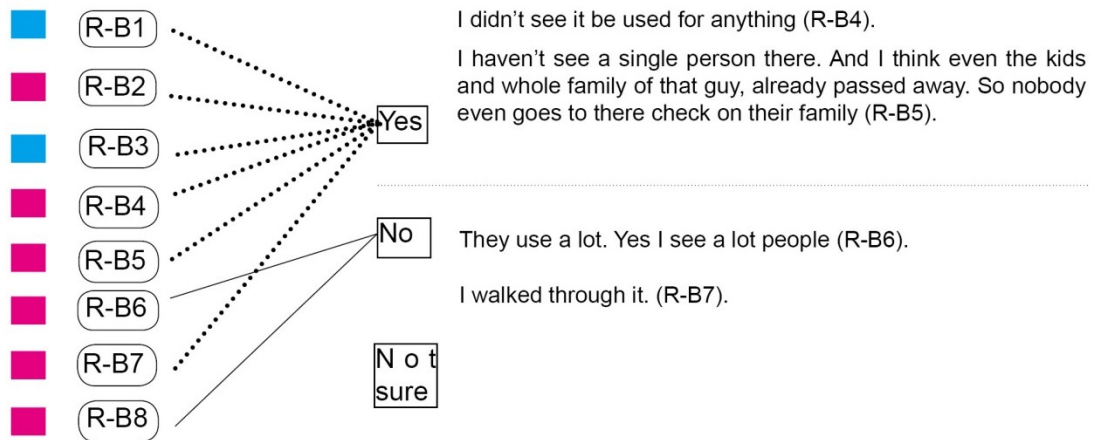 R-B1
R-B2
R-B3
R-B4
R-B5
R-B6
R-B7
R-B8
Yes
No
N o t
sure
I didn’t see it be used for anything (R-B4).
I haven’t see a single person there. And I think even the kids
and whole family of that guy, already passed away. So nobody
even goes to there check on their family (R-B5).
They use a lot. Yes I see a lot people (R-B6).
I walked through it. (R-B7).